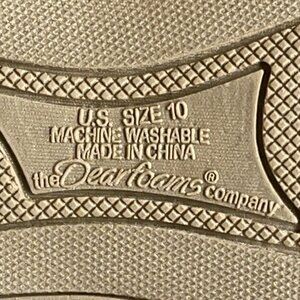 U.S. SIZE 10
MACHINE WASHABLE
MADE IN CHINA
the Dearfoams® company